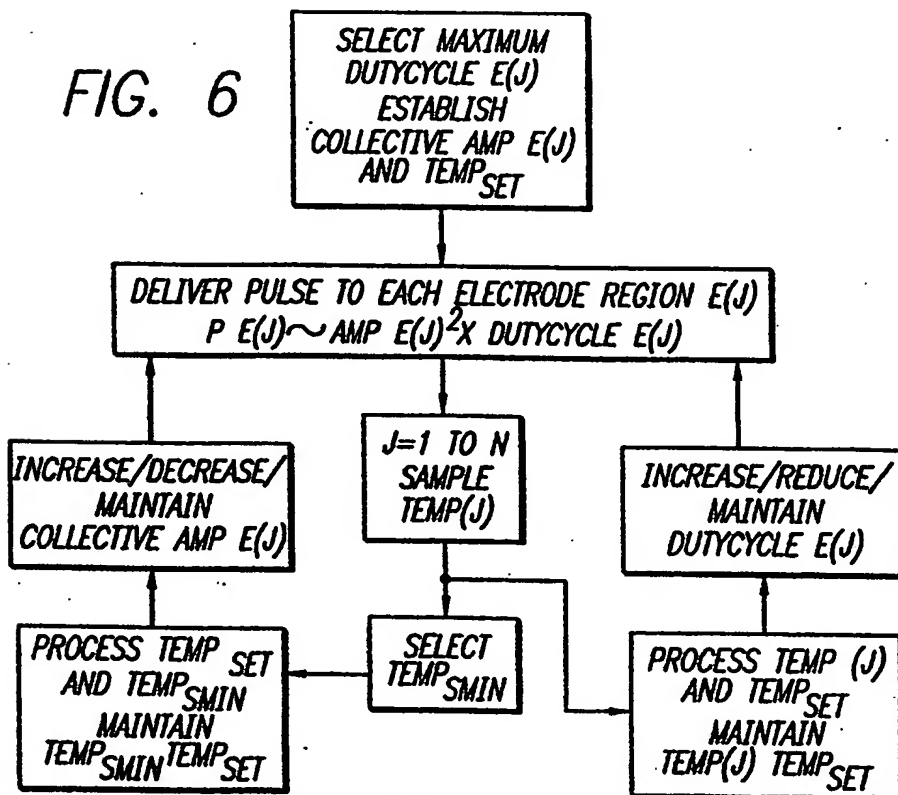 FIG. 6
SELECT MAXIMUM
DUTYCYCLE E(J)
ESTABLISH
COLLECTIVE AMP E(J)
AND TEMP SET
DELIVER PULSE TO EACH ELECTRODE REGION E(J)
P E(J)~AMP E(J)²X DUTYCYCLE E(J)
J=1 TO N
SAMPLE
TEMP(J)
INCREASE/DECREASE/
MAINTAIN
COLLECTIVE AMP E(J)
INCREASE/REDUCE/
MAINTAIN
DUTYCYCLE E(J)
SELECT
TEMP SMIN
PROCESS TEMP SET
AND TEMP SMIN
MAINTAIN
TEMP SMIN TEMP SET
PROCESS TEMP (J)
AND TEMP SET
MAINTAIN
TEMP(J) TEMP SET